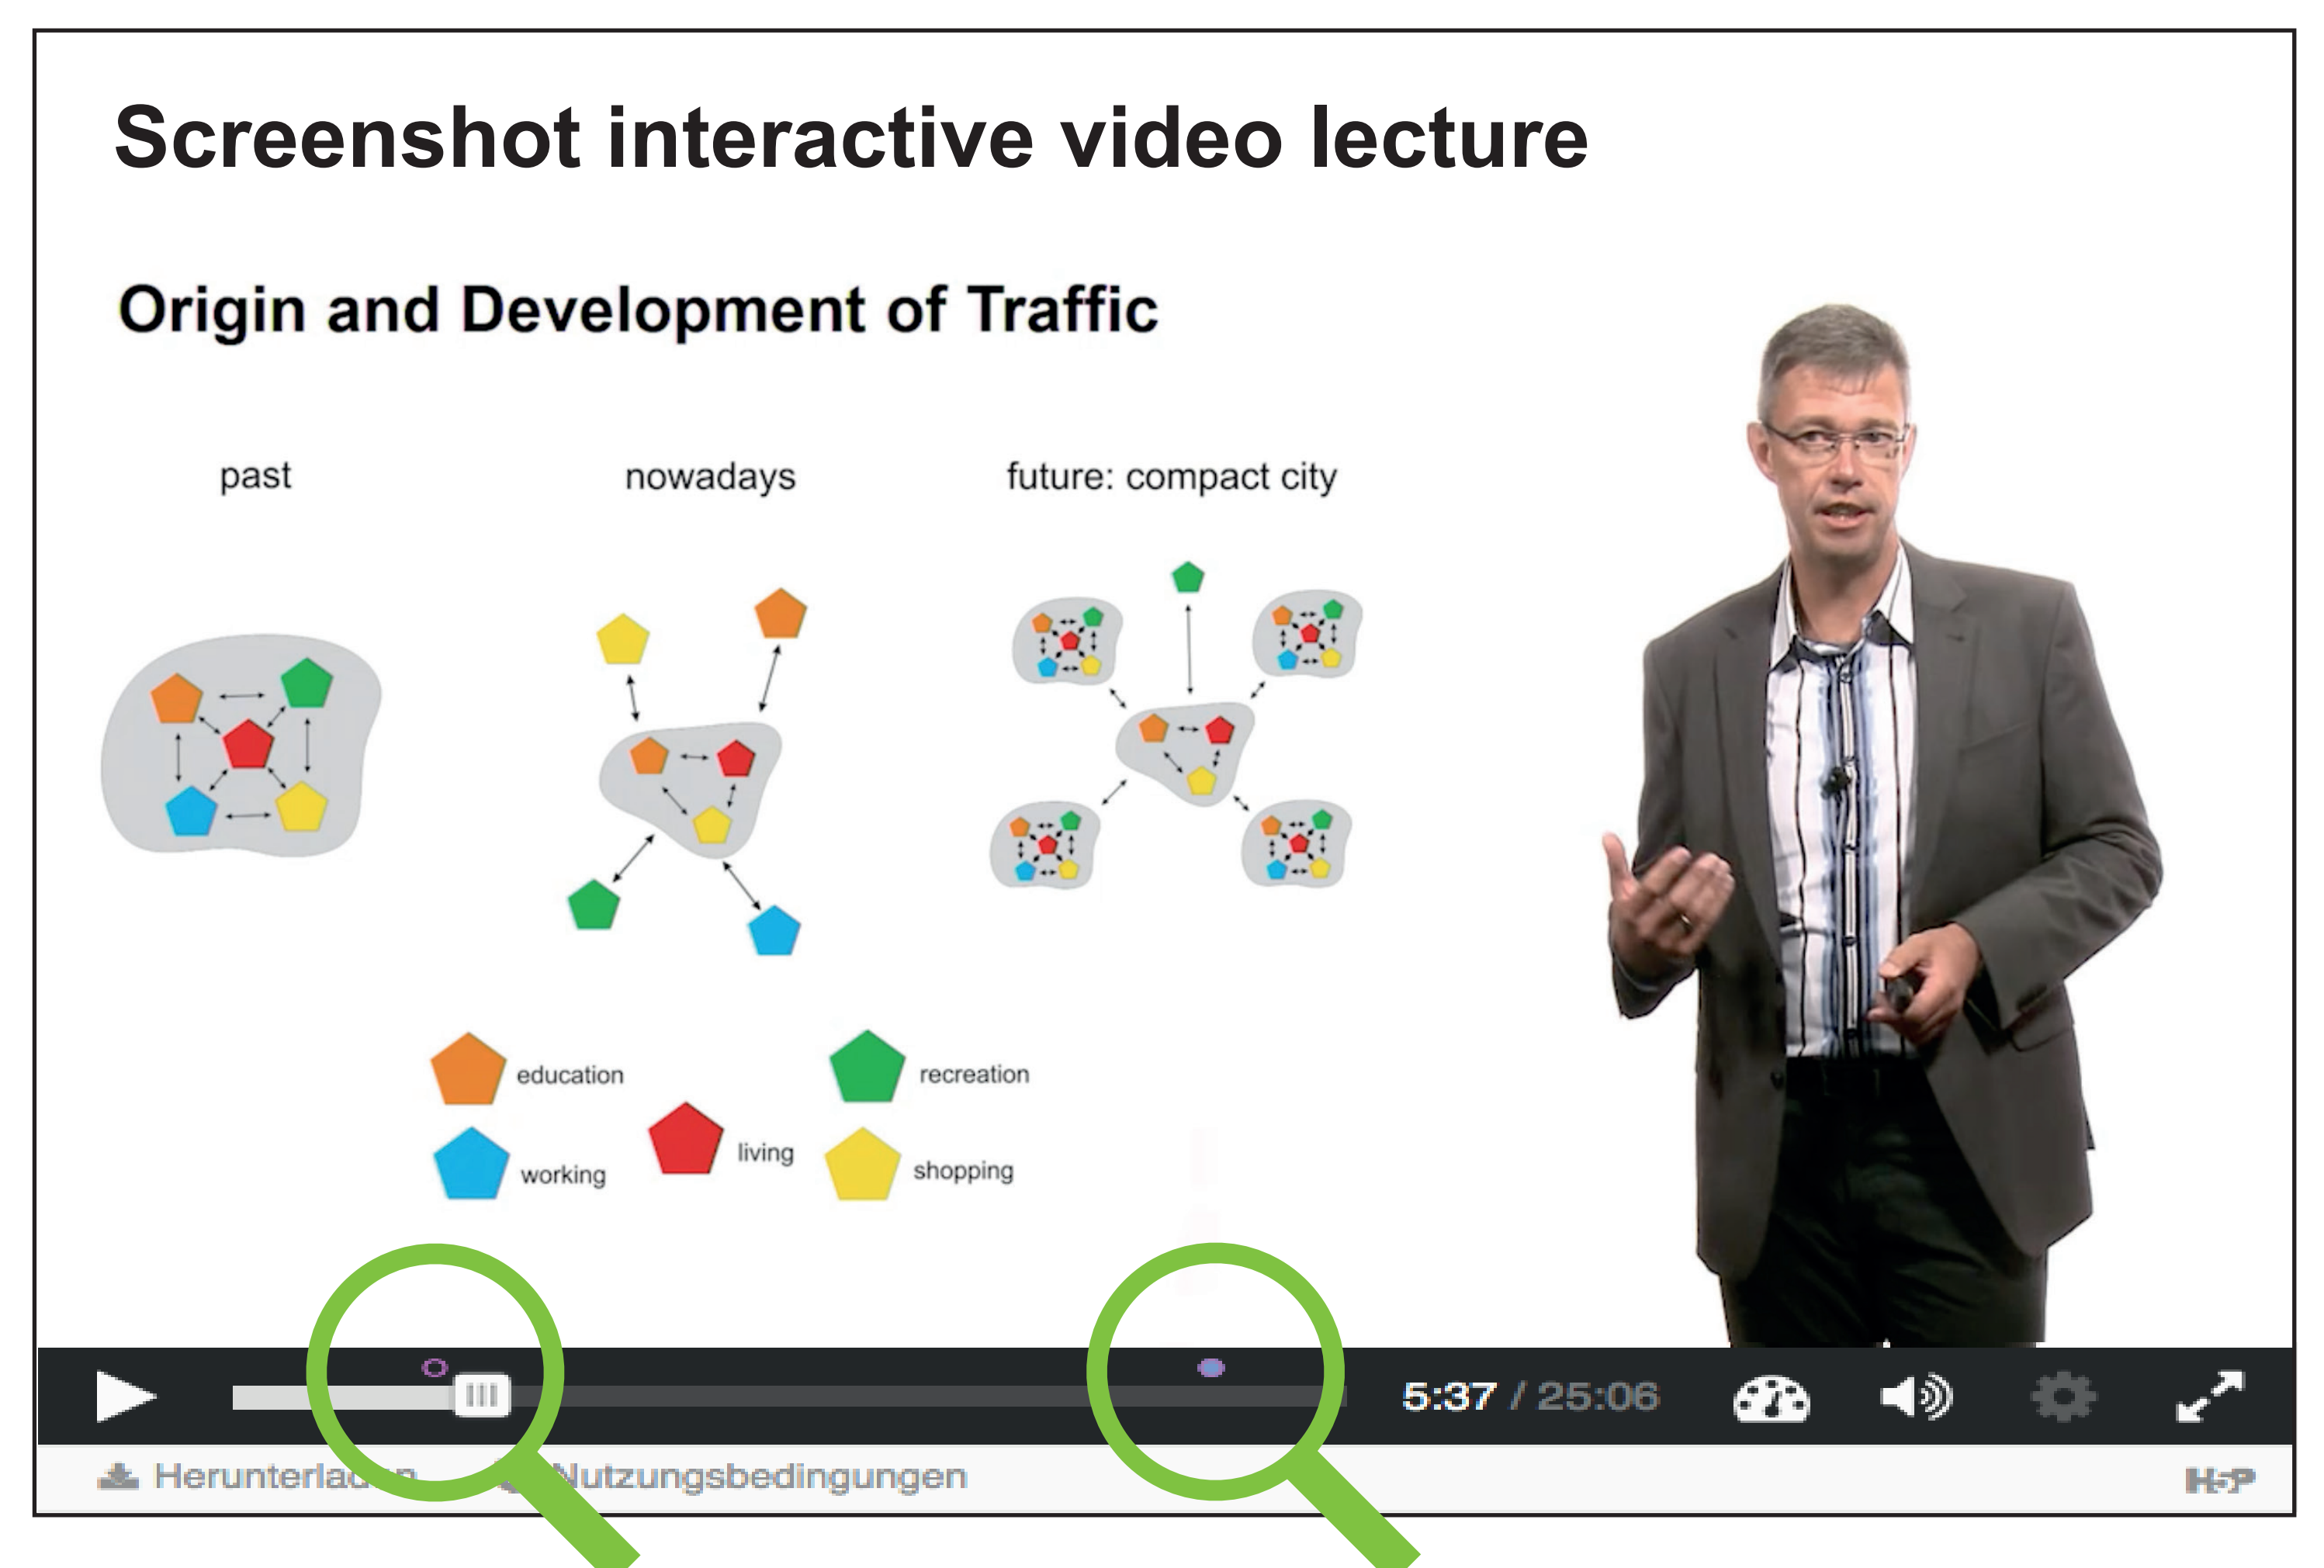 Screenshot interactive video lecture
Origin and Development of Traffic
past
nowadays
future: compact city
education
recreation
living
working
shopping
5:37 / 25:06
Herunterladen
Nutzungsbedingungen
H5P